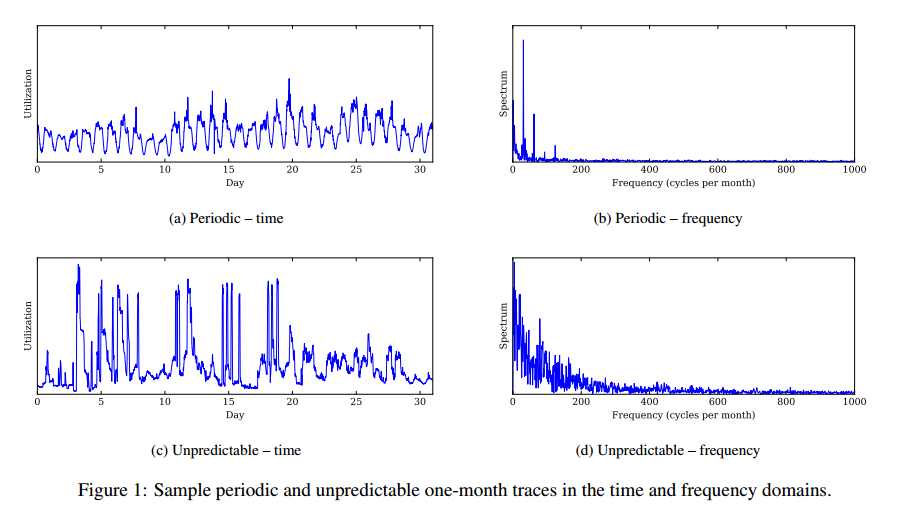 Utilization
0 5 10 15 20 25 30
Day
(a) Periodic – time
Spectrum
0 200 400 600 800 1000
Frequency (cycles per month)
(b) Periodic – frequency
Utilization
0 5 10 15 20 25 30
Day
(c) Unpredictable – time
Spectrum
0 200 400 600 800 1000
Frequency (cycles per month)
(d) Unpredictable – frequency
Figure 1: Sample periodic and unpredictable one-month traces in the time and frequency domains.